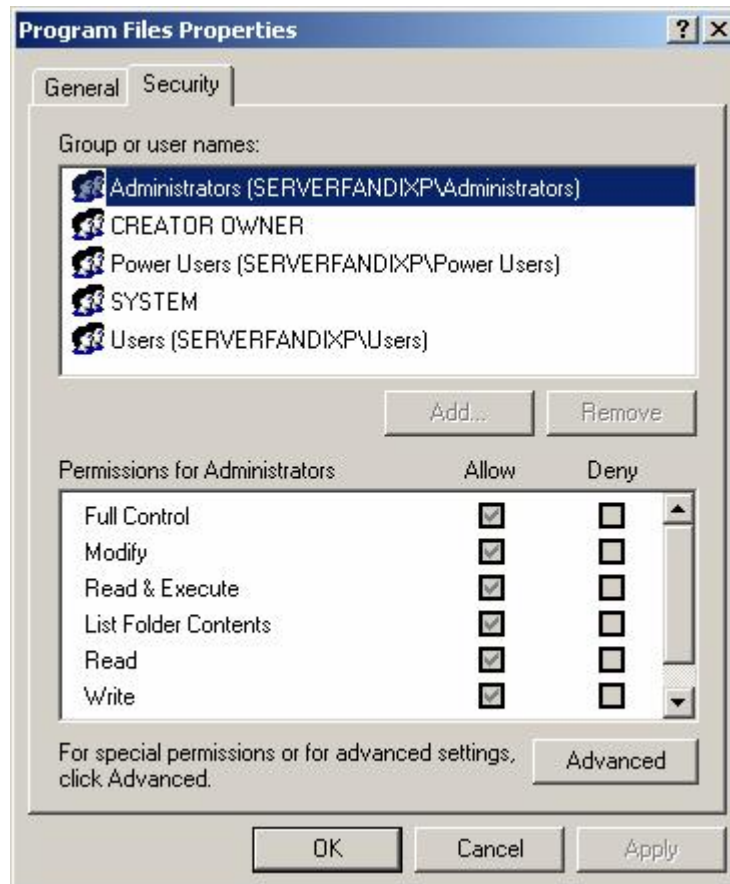 Program Files Properties
General Security
Group or user names:
Administrators (SERVERFANDIXP\Administrators)
CREATOR OWNER
Power Users (SERVERFANDIXP\Power Users)
SYSTEM
Users (SERVERFANDIXP\Users)
Add... Remove
Permissions for Administrators Allow Deny
Full Control
Modify
Read & Execute
List Folder Contents
Read
Write
For special permissions or for advanced settings,
click Advanced.
Advanced
OK Cancel Apply